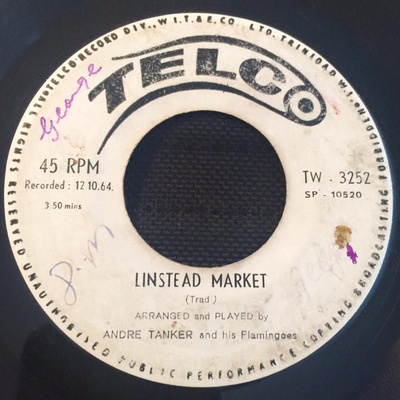 TELCO RECORD DIV., W.I.T. & E. CO. LTD. TRINIDAD W.I.
ALL RIGHTS RESERVED UNAUTHORISED PUBLIC PERFORMANCE COPYING BROADCASTING FORBIDDEN
TELCO
George
45 RPM
Recorded : 12 10.64.
3.50 mins
TW - 3252
SP - 10520
LINSTEAD MARKET
(Trad)
ARRANGED and PLAYED by
ANDRE TANKER and his Flamingoes